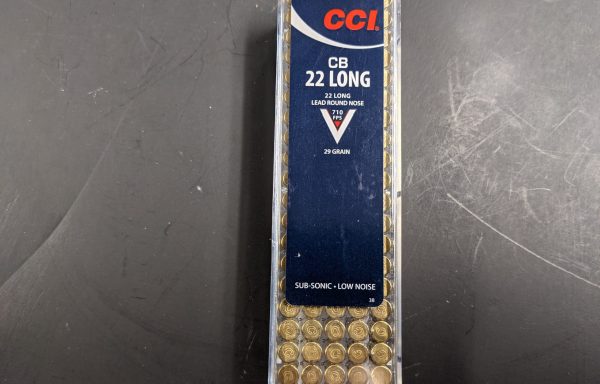 CCI.
CB
22 LONG
22 LONG
LEAD ROUND NOSE
710
FPS
29 GRAIN
SUB-SONIC • LOW NOISE
38